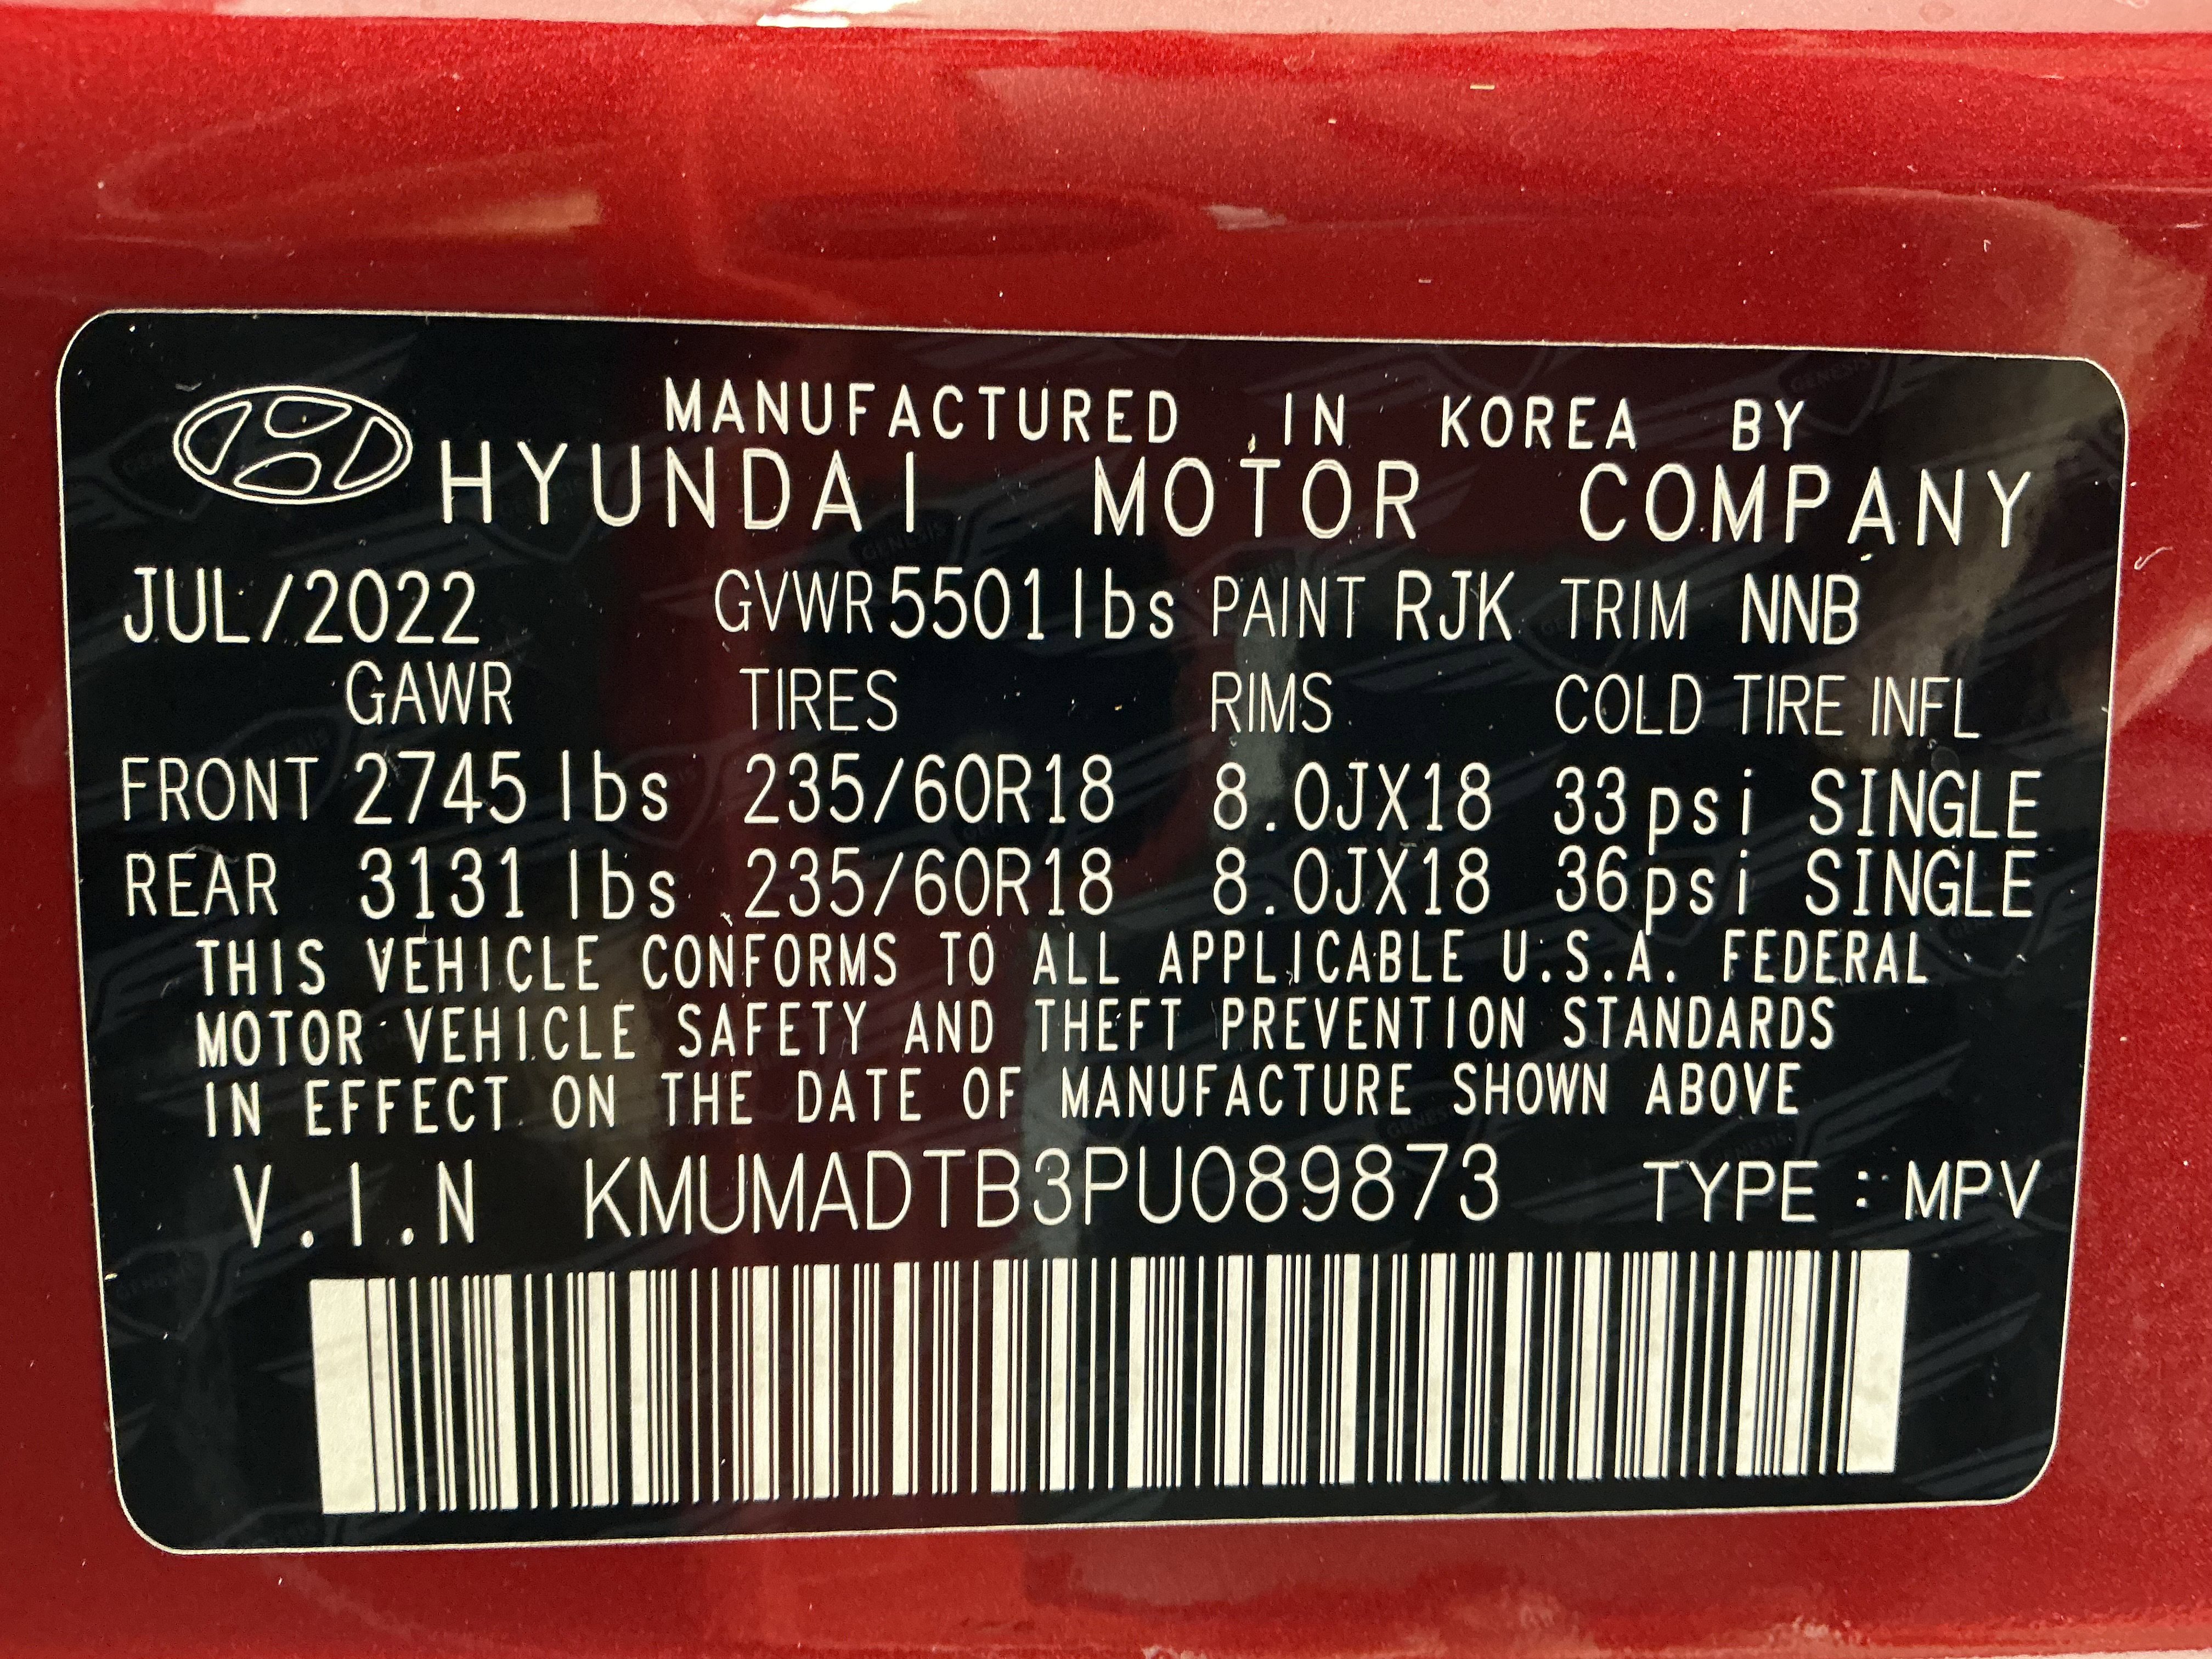 MANUFACTURED IN KOREA BY
HYUNDAI MOTOR COMPANY
JUL/2022 GVWR 5501 lbs PAINT RJK TRIM NNB
GAWR TIRES RIMS COLD TIRE INFL
FRONT 2745 lbs 235/60R18 8.0JX18 33psi SINGLE
REAR 3131 lbs 235/60R18 8.0JX18 36psi SINGLE
THIS VEHICLE CONFORMS TO ALL APPLICABLE U.S.A. FEDERAL
MOTOR VEHICLE SAFETY AND THEFT PREVENTION STANDARDS
IN EFFECT ON THE DATE OF MANUFACTURE SHOWN ABOVE
V.I.N KMUMADTB3PU089873 TYPE : MPV